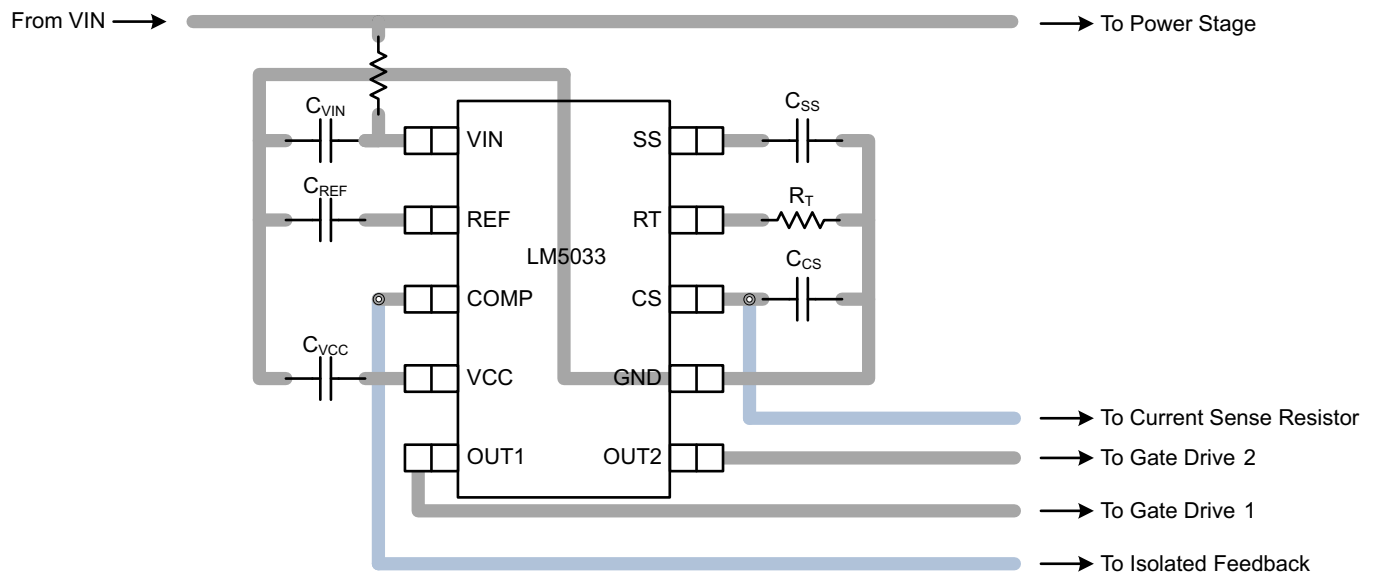 From VIN
To Power Stage
CVIN
CSS
VIN
SS
CREF
RT
REF
RT
LM5033
CCS
COMP
CS
CVCC
VCC
GND
To Current Sense Resistor
OUT1
OUT2
To Gate Drive 2
To Gate Drive 1
To Isolated Feedback